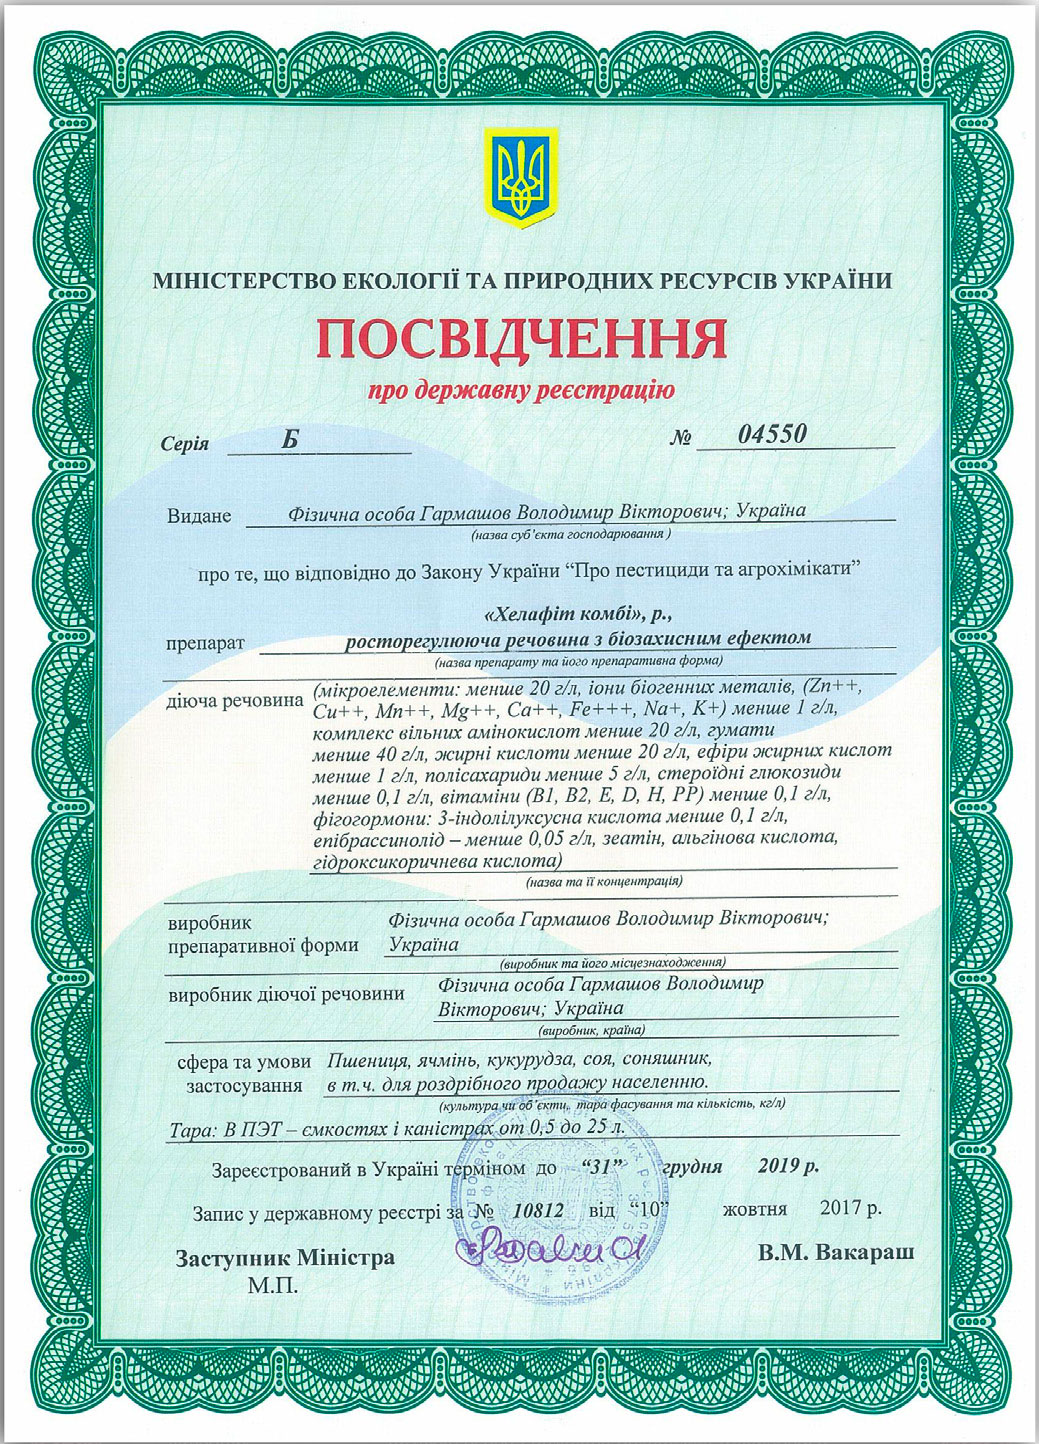 МІНІСТЕРСТВО ЕКОЛОГІЇ ТА ПРИРОДНИХ РЕСУРСІВ УКРАЇНИ
ПОСВІДЧЕННЯ
про державну реєстрацію
Серія Б № 04550
Видане Фізична особа Гармашов Володимир Вікторович; Україна
(назва суб’єкта господарювання )
про те, що відповідно до Закону України “Про пестициди та агрохімікати”
«Хелафіт комбі», р.,
препарат росторегулююча речовина з біозахисним ефектом
(назва препарату та його препаративна форма)
діюча речовина (мікроелементи: менше 20 г/л, іони біогенних металів, (Zn++,
Cu++, Mn++, Mg++, Ca++, Fe+++, Na+, K+) менше 1 г/л,
комплекс вільних амінокислот менше 20 г/л, гумати
менше 40 г/л, жирні кислоти менше 20 г/л, ефіри жирних кислот
менше 1 г/л, полісахариди менше 5 г/л, стероїдні глюкозиди
менше 0,1 г/л, вітаміни (B1, B2, E, D, H, PP) менше 0,1 г/л,
фігогормони: 3-індолілуксусна кислота менше 0,1 г/л,
епібрассинолід – менше 0,05 г/л, зеатін, альгінова кислота,
гідроксикоричнева кислота)
(назва та її концентрація)
виробник Фізична особа Гармашов Володимир Вікторович;
препаративної форми Україна
(виробник та його місцезнаходження)
виробник діючої речовини Фізична особа Гармашов Володимир
Вікторович; Україна
(виробник, країна)
сфера та умови Пшениця, ячмінь, кукурудза, соя, соняшник,
застосування в т.ч. для роздрібного продажу населенню.
(культура чи об’єкти, тара фасування та кількість, кг/л)
Тара: В ПЭТ – ємкостях і каністрах от 0,5 до 25 л.
Зареєстрований в Україні терміном до “31” грудня 2019 р.
Запис у державному реєстрі за № 10812 від “10” жовтня 2017 р.
Заступник Міністра В.М. Вакараш
М.П.